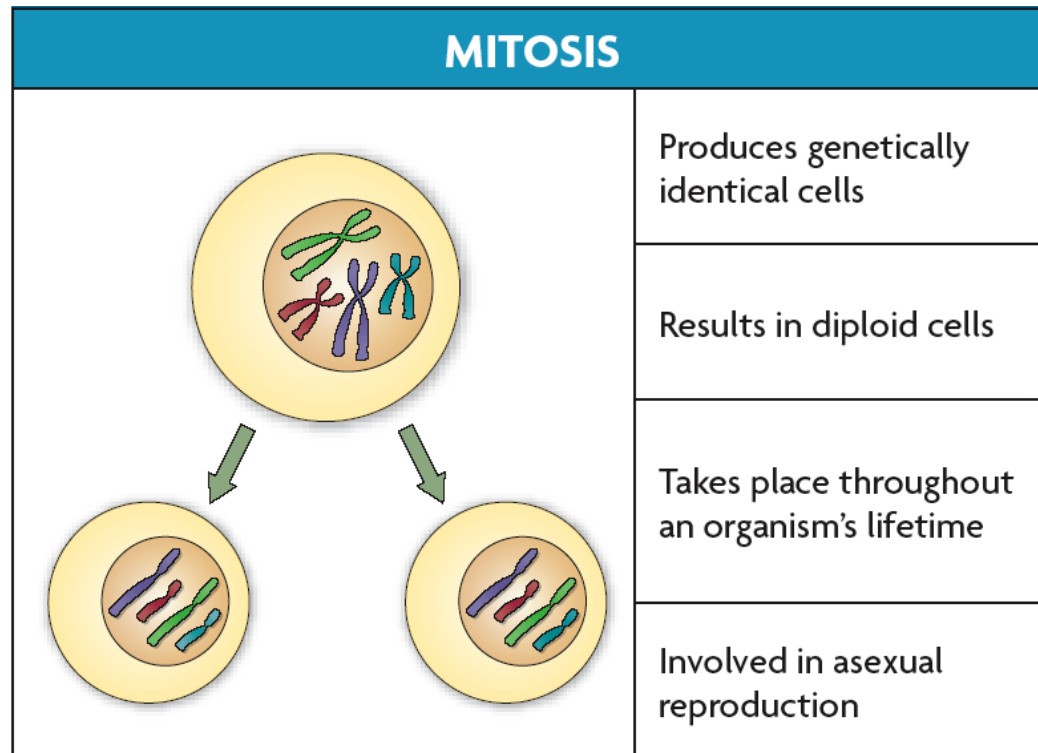 MITOSIS
Produces genetically
identical cells
Results in diploid cells
Takes place throughout
an organism’s lifetime
Involved in asexual
reproduction